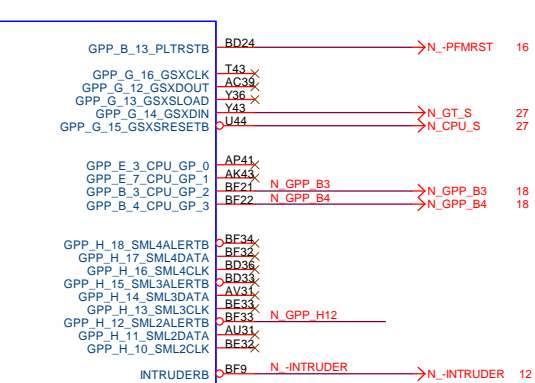 GPP_B_13_PLTRSTB BD24 N_-PFMRST 16
GPP_G_16_GSXCLK T43
GPP_G_12_GSXDOUT AC39
GPP_G_13_GSXSLOAD Y36
GPP_G_14_GSXDIN Y43 N_GT_S 27
GPP_G_15_GSXSRESETB U44 N_CPU_S 27
GPP_E_3_CPU_GP_0 AP41
GPP_E_7_CPU_GP_1 AK43
GPP_B_3_CPU_GP_2 BF21 N_GPP_B3 N_GPP_B3 18
GPP_B_4_CPU_GP_3 BF22 N_GPP_B4 N_GPP_B4 18
GPP_H_18_SML4ALERTB BF34
GPP_H_17_SML4DATA BF32
GPP_H_16_SML4CLK BD36
GPP_H_15_SML3ALERTB BD33
GPP_H_14_SML3DATA AV31
GPP_H_13_SML3CLK BE33
GPP_H_12_SML2ALERTB BF33 N_GPP_H12
GPP_H_11_SML2DATA AU31
GPP_H_10_SML2CLK BE32
INTRUDERB BF9 N_-INTRUDER N_-INTRUDER 12